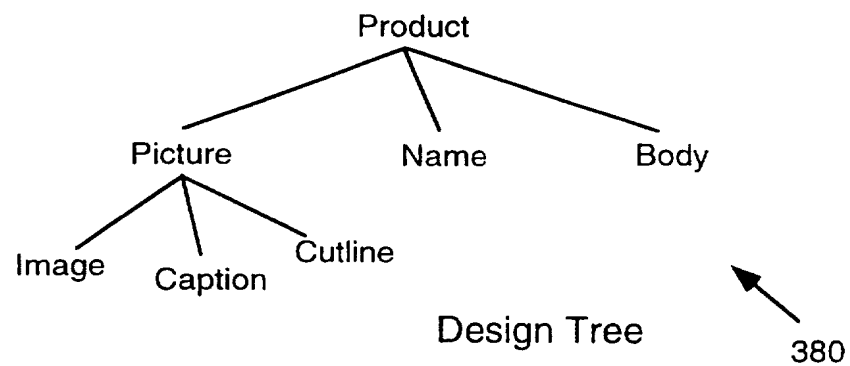 Product
Picture Name Body
Image Caption Cutline
Design Tree
380